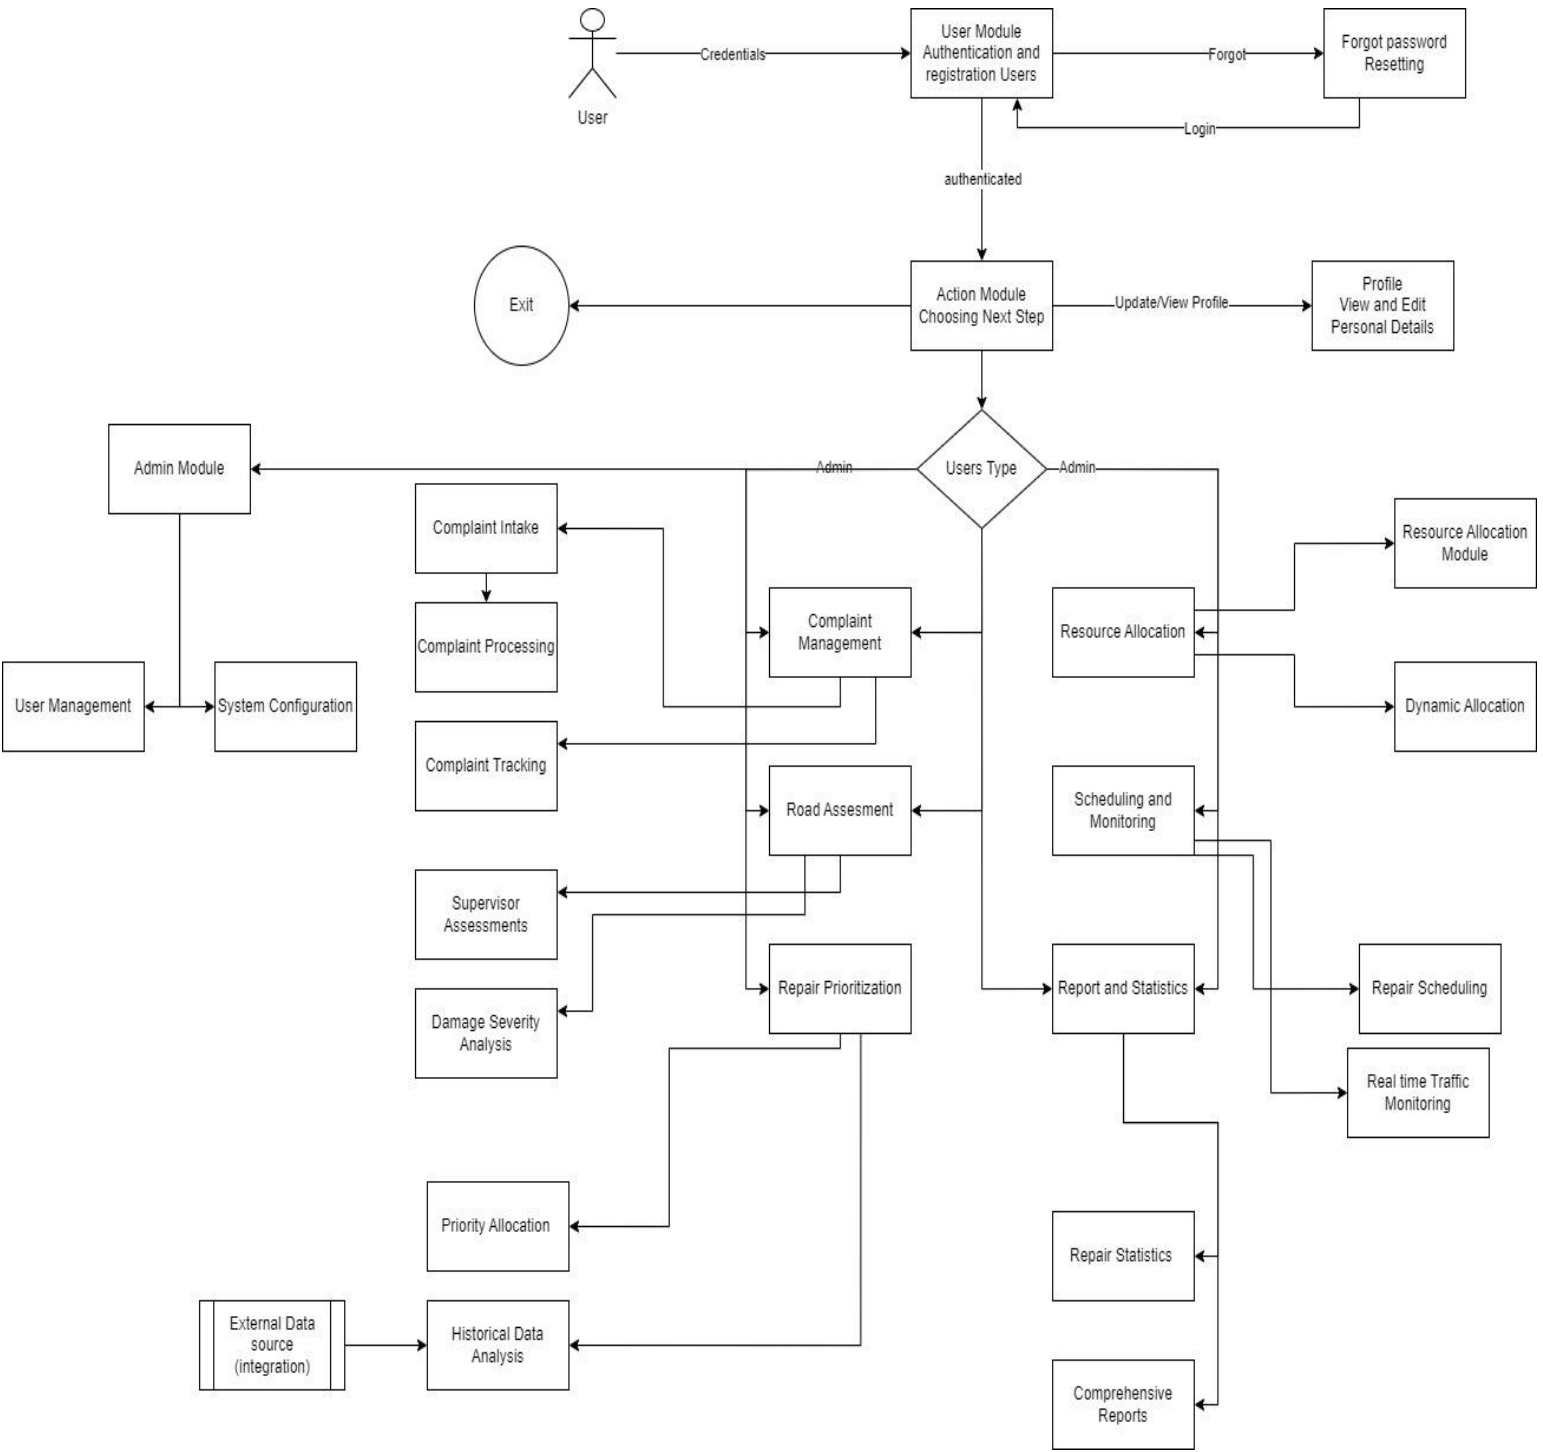 User Module
Authentication and
registration Users
Forgot password
Resetting
Credentials
Forgot
User
Login
authenticated
Exit
Action Module
Choosing Next Step
Update/View Profile
Profile
View and Edit
Personal Details
Admin Module
Admin
Users Type
Admin
Complaint Intake
Resource Allocation
Module
Complaint Processing
Complaint
Management
Resource Allocation
User Management
System Configuration
Dynamic Allocation
Complaint Tracking
Road Assesment
Scheduling and
Monitoring
Supervisor
Assessments
Repair Prioritization
Report and Statistics
Repair Scheduling
Damage Severity
Analysis
Real time Traffic
Monitoring
Priority Allocation
Repair Statistics
External Data
source
(integration)
Historical Data
Analysis
Comprehensive
Reports